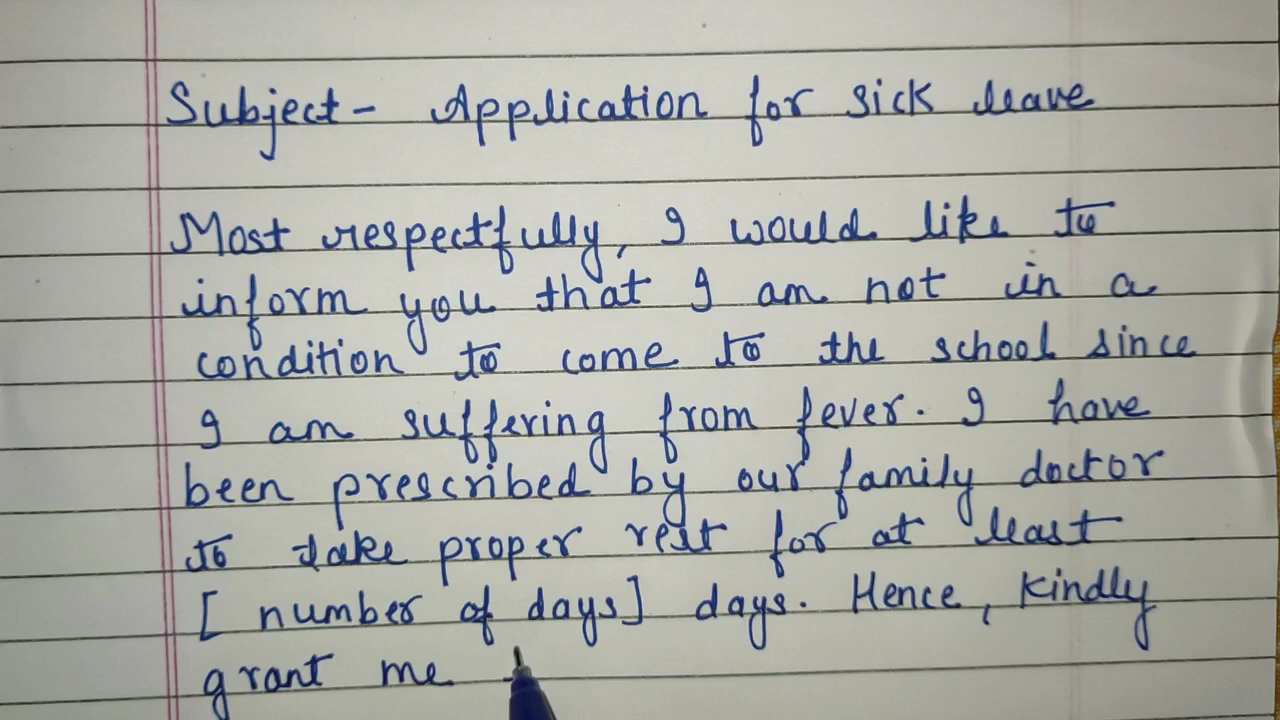 Subject- Application for sick leave
Most respectfully, I would like to
inform you that I am not in a
condition to come to the school since
I am suffering from fever. I have
been prescribed by our family doctor
to take proper rest for at least
[ number of days] days. Hence, kindly
grant me